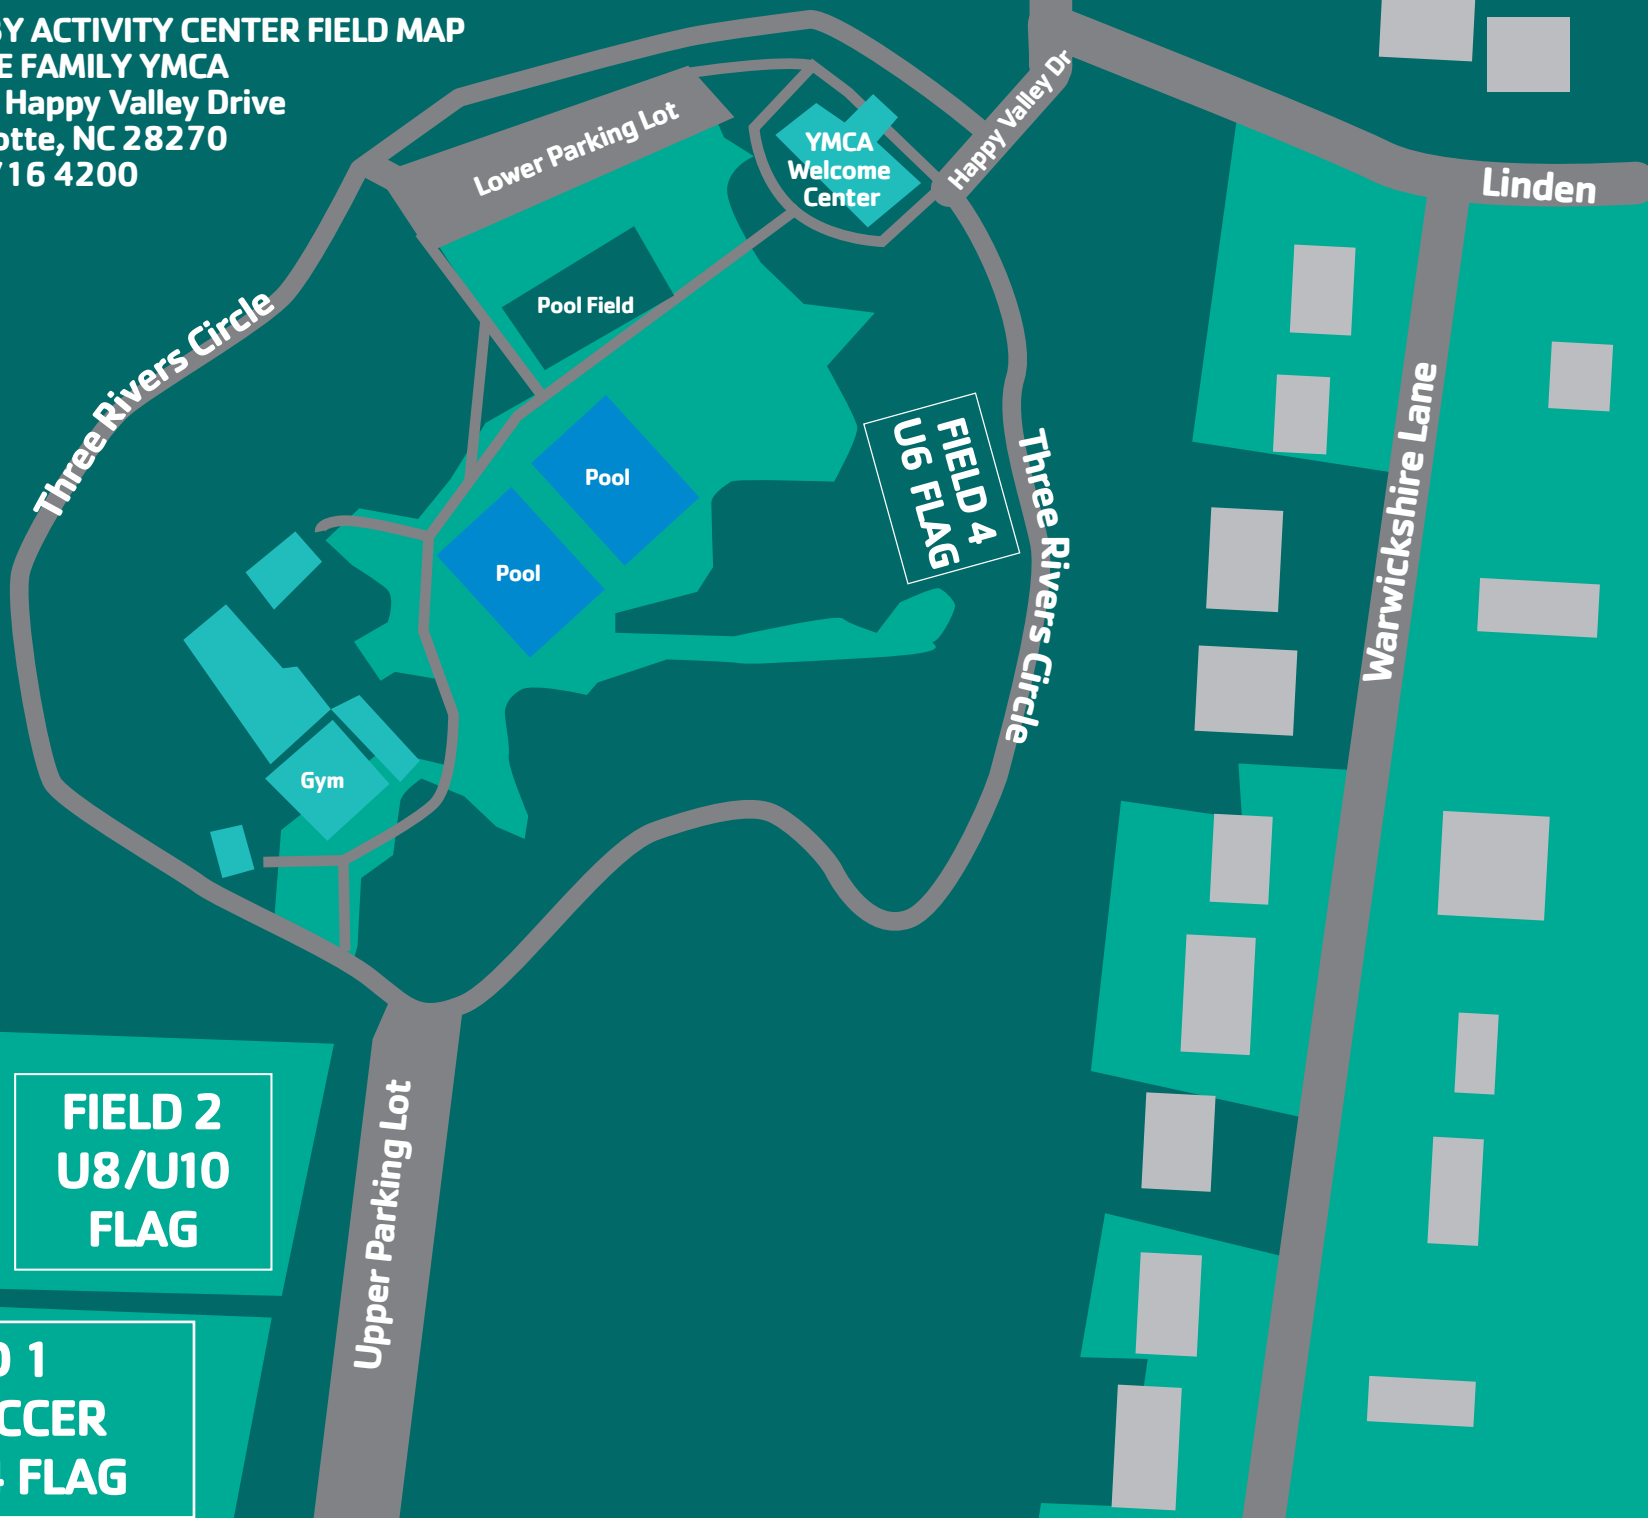 BY ACTIVITY CENTER FIELD MAP
E FAMILY YMCA
Happy Valley Drive
otte, NC 28270
716 4200
Lower Parking Lot
YMCA
Welcome
Center
Happy Valley Dr
Linden
Pool Field
Three Rivers Circle
Pool
Pool
FIELD 4
U6 FLAG
Three Rivers Circle
Warwickshire Lane
Gym
FIELD 2
U8/U10
FLAG
Upper Parking Lot
D 1
CCER
4 FLAG